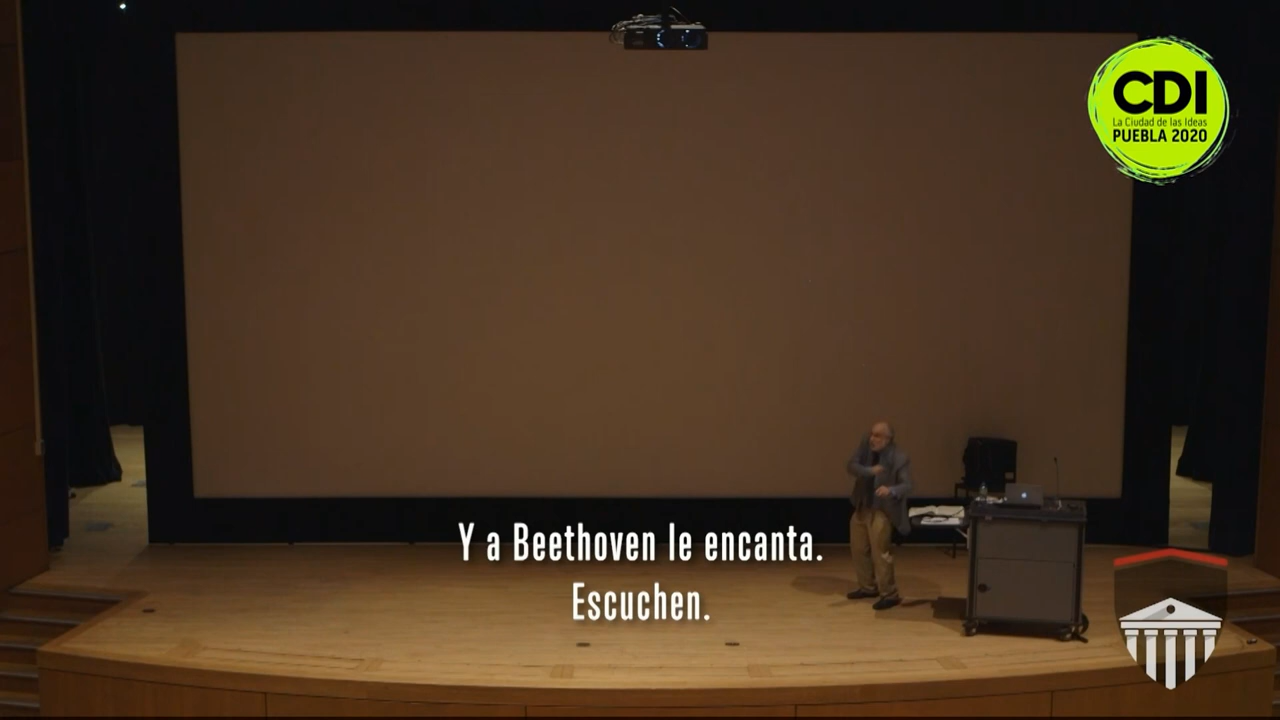 CDI
La Ciudad de las Ideas
PUEBLA 2020
Y a Beethoven le encanta.
Escuchen.